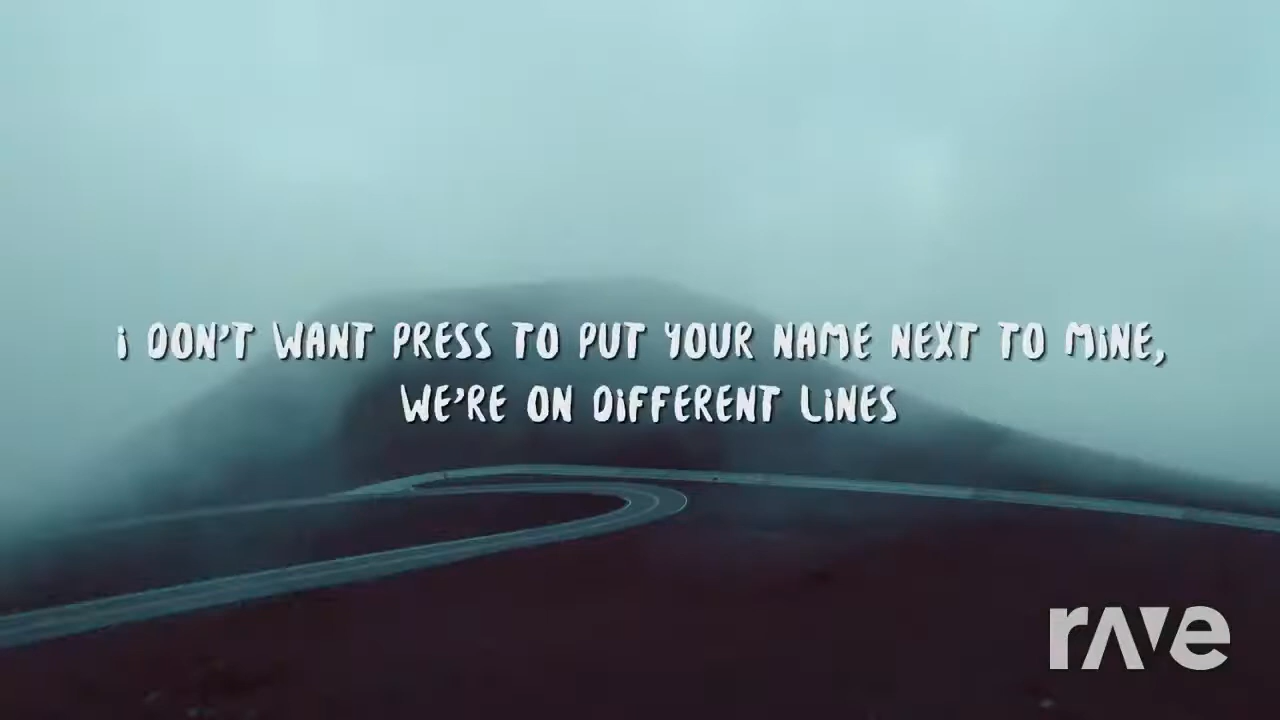 i DON'T WANT PRESS TO PUT YOUR NAME NEXT TO MiNE,
WE'RE ON DiFFERENT LiNES
rave